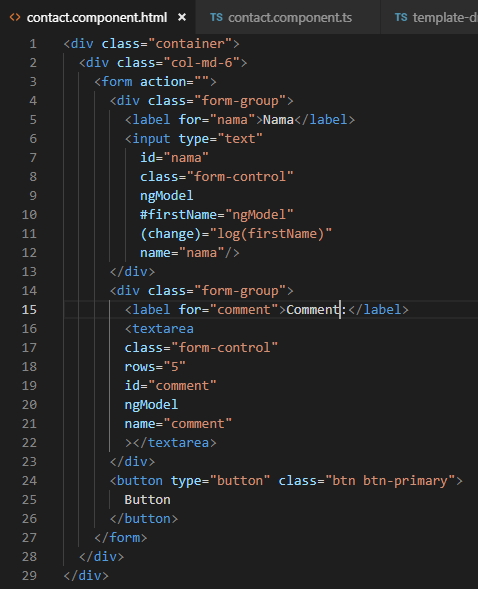 contact.component.html × TS contact.component.ts TS template-d
1 <div class="container">
2 <div class="col-md-6">
3 <form action="">
4 <div class="form-group">
5 <label for="nama">Nama</label>
6 <input type="text"
7 id="nama"
8 class="form-control"
9 ngModel
10 #firstName="ngModel"
11 (change)="log(firstName)"
12 name="nama"/>
13 </div>
14 <div class="form-group">
15 <label for="comment">Comment:</label>
16 <textarea
17 class="form-control"
18 rows="5"
19 id="comment"
20 ngModel
21 name="comment"
22 ></textarea>
23 </div>
24 <button type="button" class="btn btn-primary">
25 Button
26 </button>
27 </form>
28 </div>
29 </div>